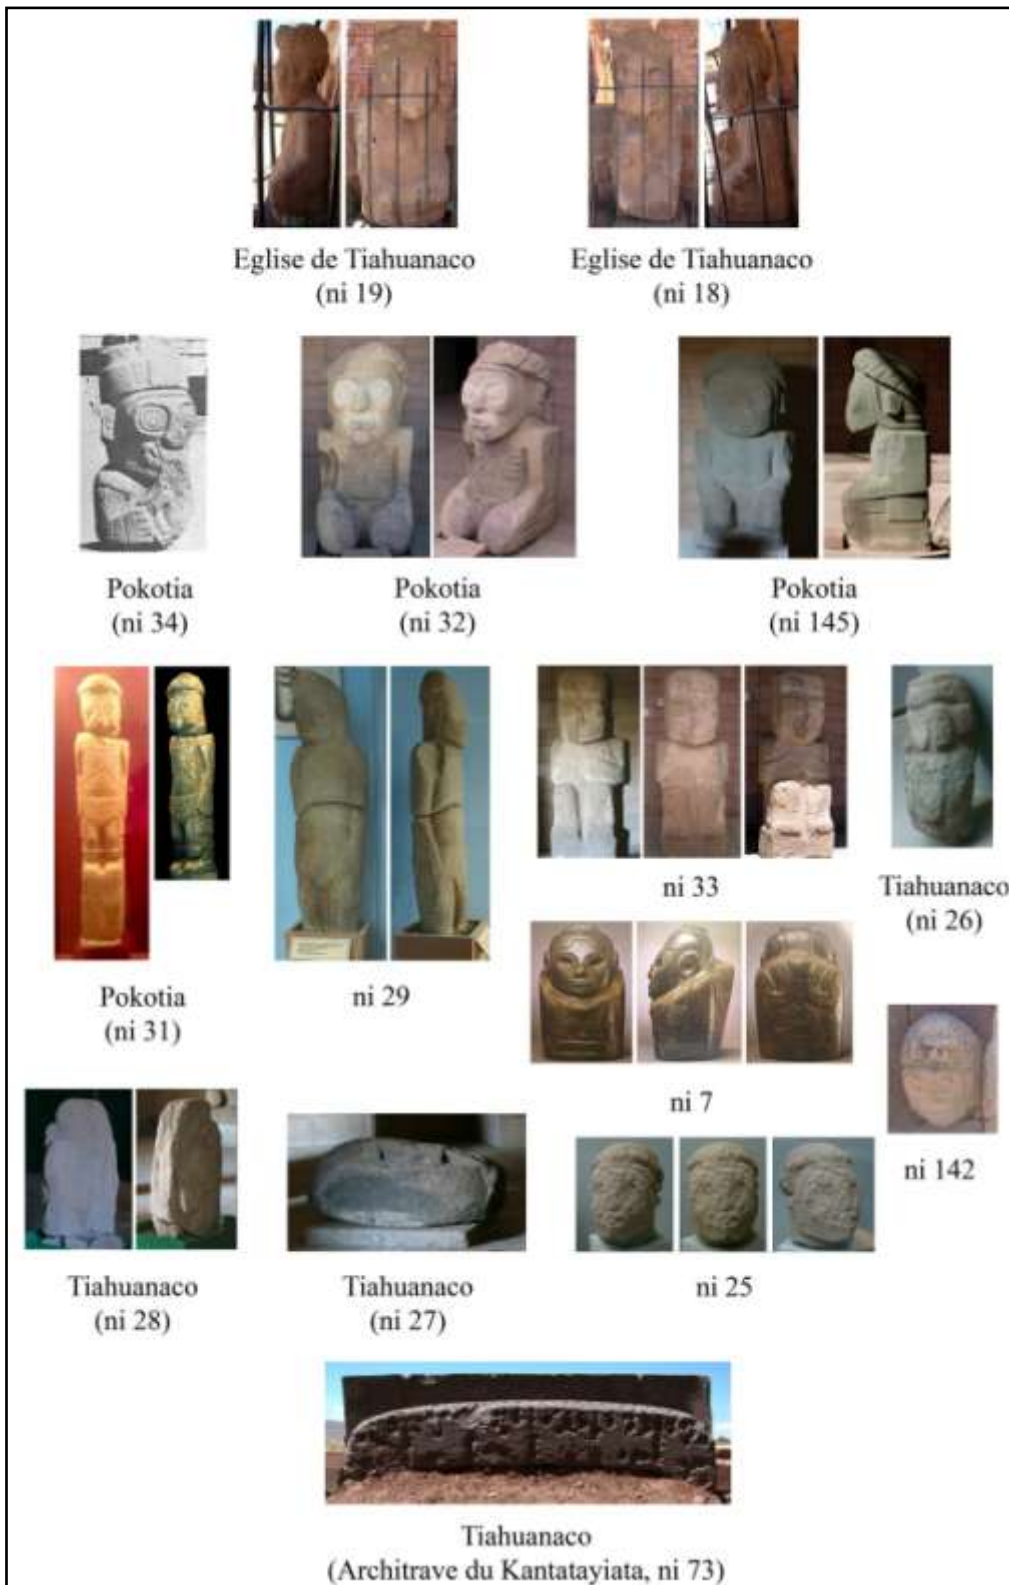 Eglise de Tiahuanaco
(ni 19)
Eglise de Tiahuanaco
(ni 18)
Pokotia
(ni 34)
Pokotia
(ni 32)
Pokotia
(ni 145)
Pokotia
(ni 31)
ni 29
ni 33
Tiahuanaco
(ni 26)
ni 7
ni 142
Tiahuanaco
(ni 28)
Tiahuanaco
(ni 27)
ni 25
Tiahuanaco
(Architrave du Kantatayiata, ni 73)